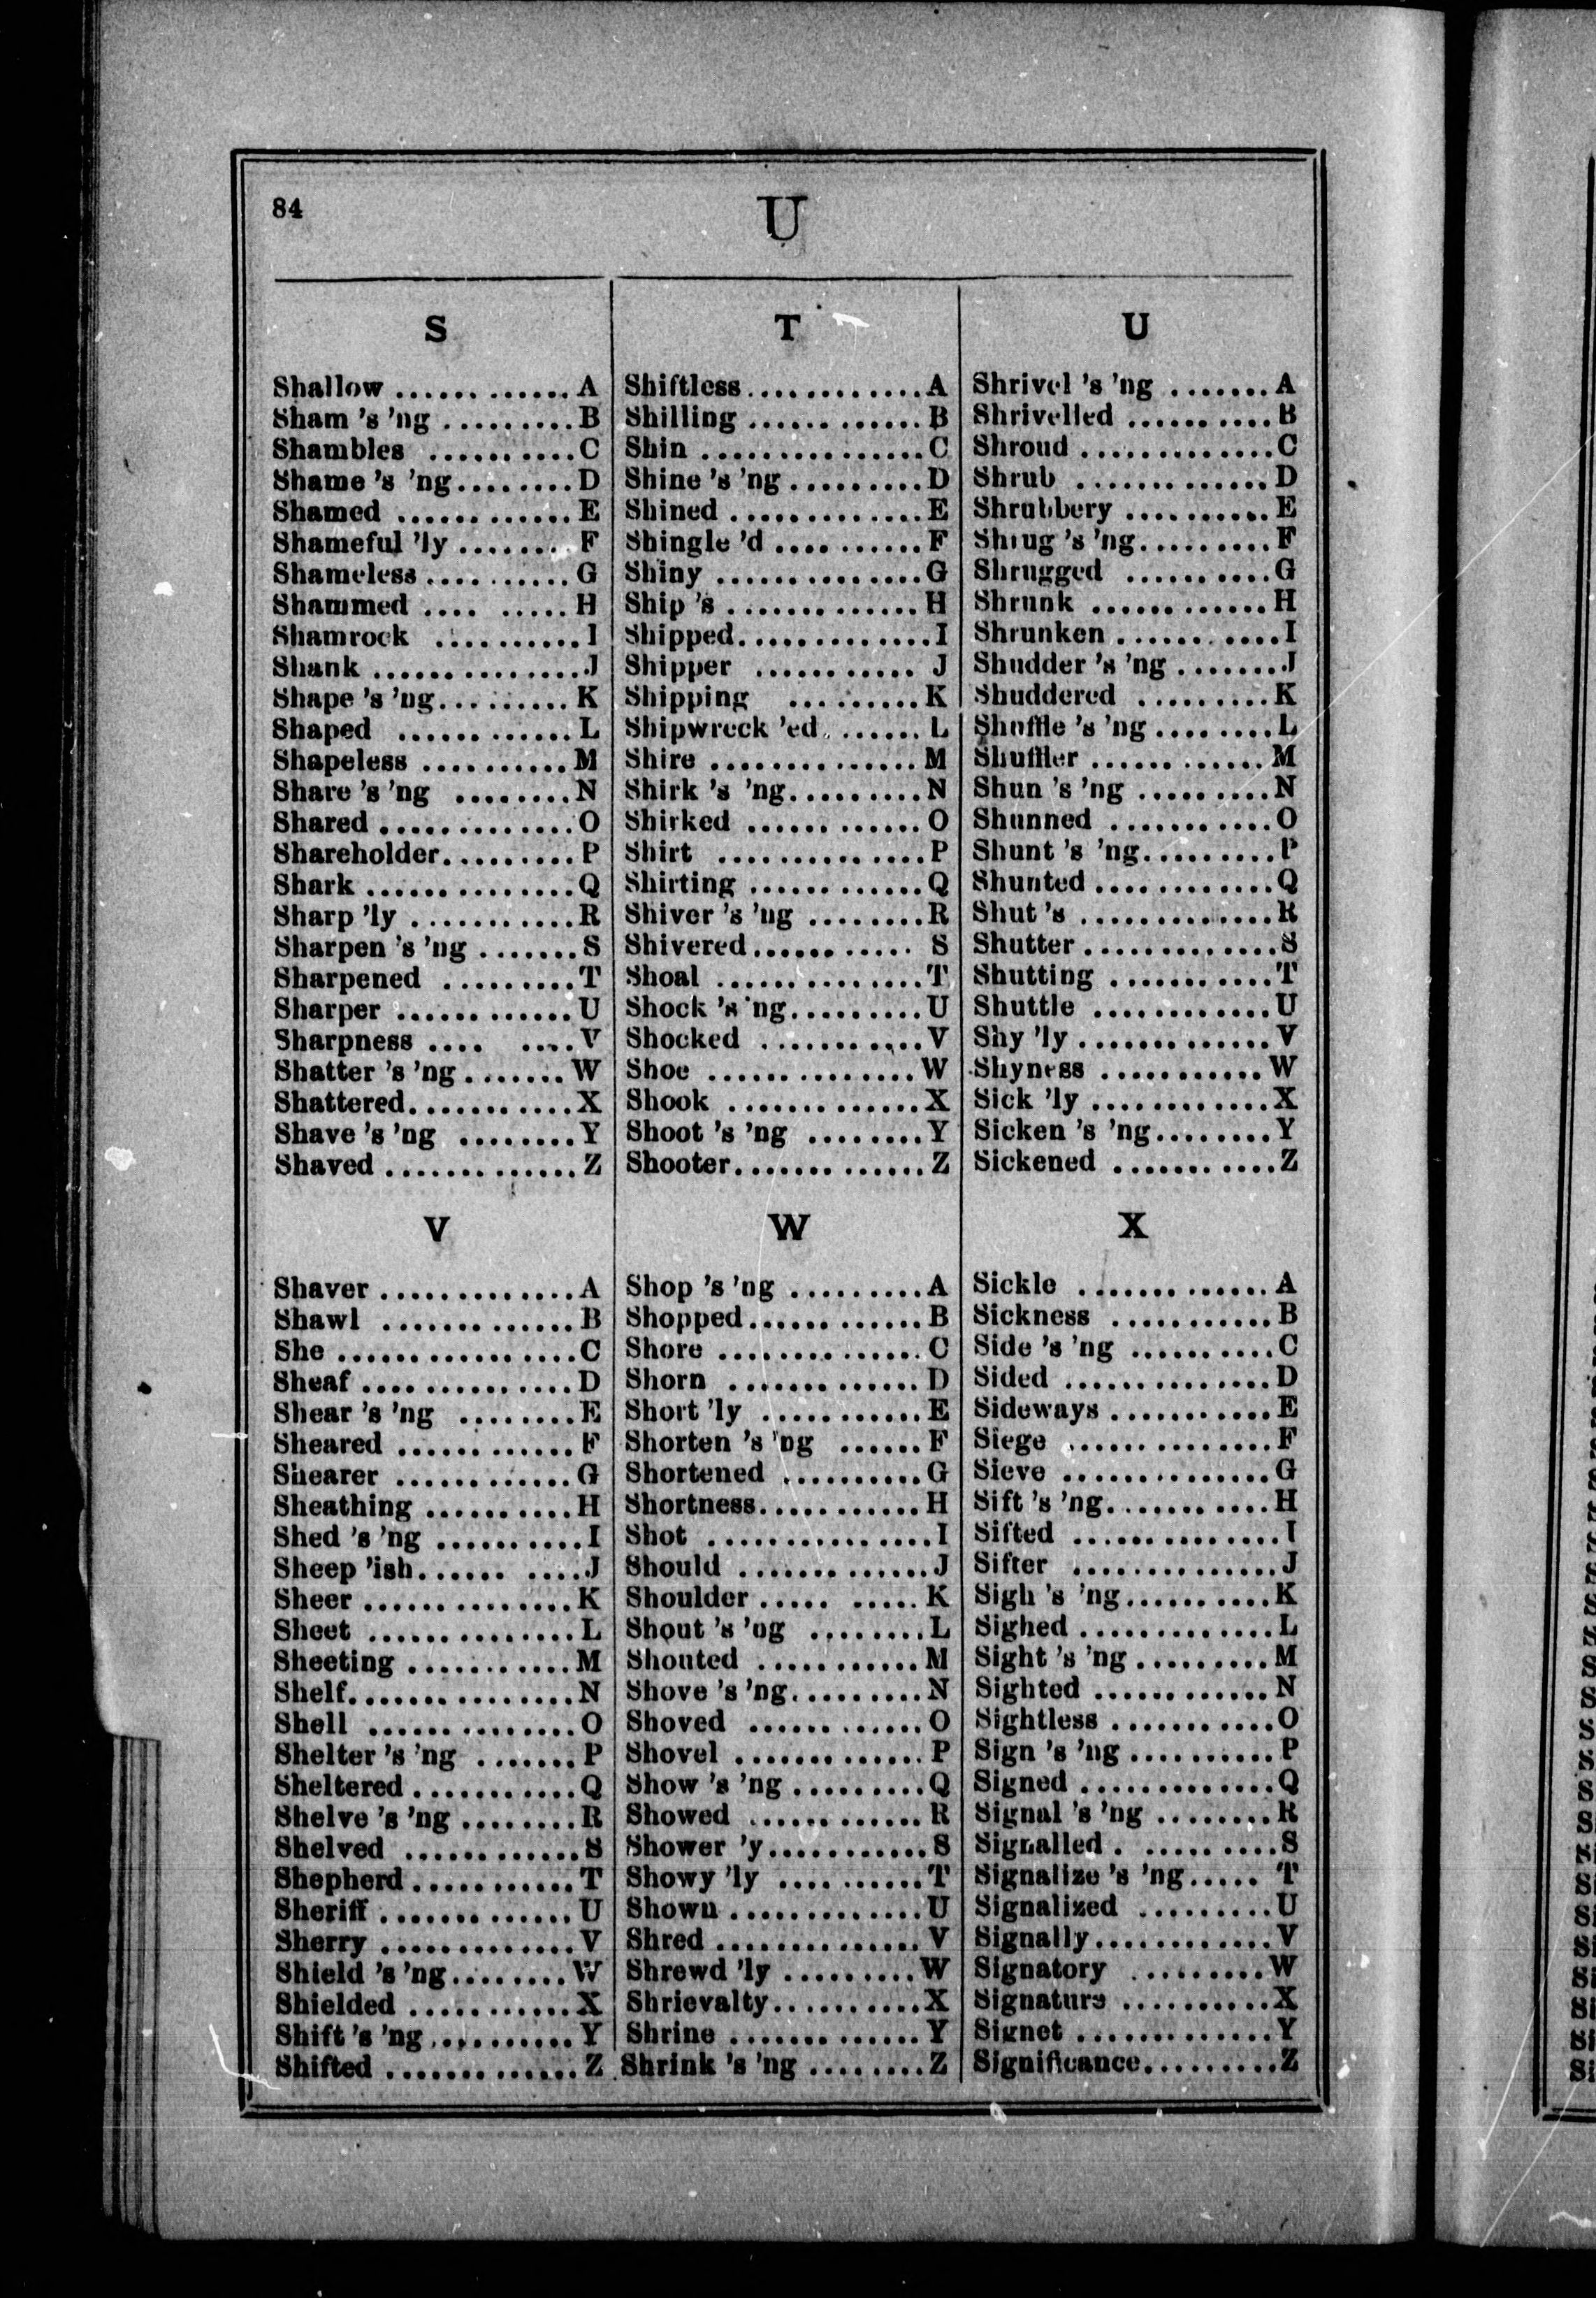 84
U
S
Shallow ............ A
Sham 's 'ng ......... B
Shambles .......... C
Shame 's 'ng ........ D
Shamed ............ E
Shameful 'ly ........ F
Shameless .......... G
Shammed .... ..... H
Shamrock .......... I
Shank ............... J
Shape 's 'ng ......... K
Shaped ............ L
Shapeless .......... M
Share 's 'ng ........ N
Shared ............. O
Shareholder ......... P
Shark .............. Q
Sharp 'ly ........... R
Sharpen 's 'ng ....... S
Sharpened ......... T
Sharper ............ U
Sharpness .... .... V
Shatter 's 'ng ....... W
Shattered ........... X
Shave 's 'ng ........ Y
Shaved ............. Z
T
Shiftless ............ A
Shilling ............ B
Shin ............... C
Shine 's 'ng ......... D
Shined ............. E
Shingle 'd .......... F
Shiny .............. G
Ship 's ............. H
Shipped ............. I
Shipper ........... J
Shipping ......... K
Shipwreck 'ed ....... L
Shire .............. M
Shirk 's 'ng ......... N
Shirked ............ O
Shirt .............. P
Shirting ............ Q
Shiver 's 'ng ........ R
Shivered ........... S
Shoal .............. T
Shock 's 'ng ......... U
Shocked ........... V
Shoe .............. W
Shook ............. X
Shoot 's 'ng ........ Y
Shooter ............. Z
U
Shrivel 's 'ng ....... A
Shrivelled .......... B
Shroud ............. C
Shrub ............. D
Shrubbery .......... E
Shrug 's 'ng ......... F
Shrugged .......... G
Shrunk ............ H
Shrunken ........... I
Shudder 's 'ng ....... J
Shuddered ......... K
Shuffle 's 'ng ........ L
Shuffler ............ M
Shun 's 'ng ......... N
Shunned ........... O
Shunt 's 'ng ......... P
Shunted ............ Q
Shut 's ............. R
Shutter ............. S
Shutting ........... T
Shuttle ............ U
Shy 'ly ............. V
Shyness ........... W
Sick 'ly ............ X
Sicken 's 'ng ........ Y
Sickened ........... Z
V
Shaver ............. A
Shawl ............. B
She ................ C
Sheaf .............. D
Shear 's 'ng ........ E
Sheared ............ F
Shearer ............ G
Sheathing .......... H
Shed 's 'ng .......... I
Sheep 'ish ...... .... J
Sheer .............. K
Sheet .............. L
Sheeting ........... M
Shelf ............... N
Shell .............. O
Shelter 's 'ng ....... P
Sheltered ........... Q
Shelve 's 'ng ........ R
Shelved ............ S
Shepherd ........... T
Sheriff ............. U
Sherry ............. V
Shield 's 'ng ........ W
Shielded ........... X
Shift 's 'ng .......... Y
Shifted ............. Z
W
Shop 's 'ng ......... A
Shopped ............ B
Shore .............. C
Shorn ............. D
Short 'ly ........... E
Shorten 's 'ng ...... F
Shortened .......... G
Shortness ........... H
Shot ............... I
Should ............. J
Shoulder ..... ..... K
Shout 's 'ng ........ L
Shouted ........... M
Shove 's 'ng ......... N
Shoved ............ O
Shovel ............. P
Show 's 'ng ......... Q
Showed ............ R
Shower 'y ........... S
Showy 'ly .......... T
Shown ............. U
Shred .............. V
Shrewd 'ly ......... W
Shrievalty .......... X
Shrine ............. Y
Shrink 's 'ng ........ Z
X
Sickle ............. A
Sickness ........... B
Side 's 'ng .......... C
Sided .............. D
Sideways ........... E
Siege .............. F
Sieve .............. G
Sift 's 'ng ........... H
Sifted .............. I
Sifter .............. J
Sigh 's 'ng .......... K
Sighed ............. L
Sight 's 'ng ......... M
Sighted ............ N
Sightless ........... O
Sign 's 'ng .......... P
Signed ............. Q
Signal 's 'ng ........ R
Signalled . ......... S
Signalize 's 'ng ..... T
Signalized ......... U
Signally ............ V
Signatory ......... W
Signature .......... X
Signet ............. Y
Significance ......... Z